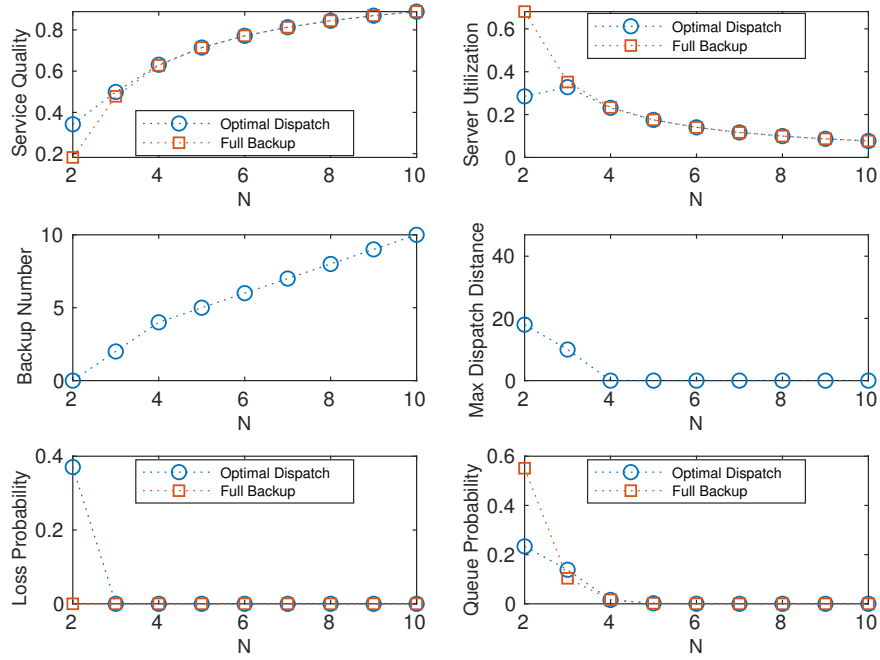 Service Quality
0.8
0.6
0.4
0.2
2
4
6
8
10
N
Optimal Dispatch
Full Backup
Server Utilization
0.6
0.4
0.2
0
2
4
6
8
10
N
Optimal Dispatch
Full Backup
Backup Number
10
5
0
2
4
6
8
10
N
Max Dispatch Distance
40
20
0
2
4
6
8
10
N
Loss Probability
0.4
0.2
0
2
4
6
8
10
N
Optimal Dispatch
Full Backup
Queue Probability
0.6
0.4
0.2
0
2
4
6
8
10
N
Optimal Dispatch
Full Backup